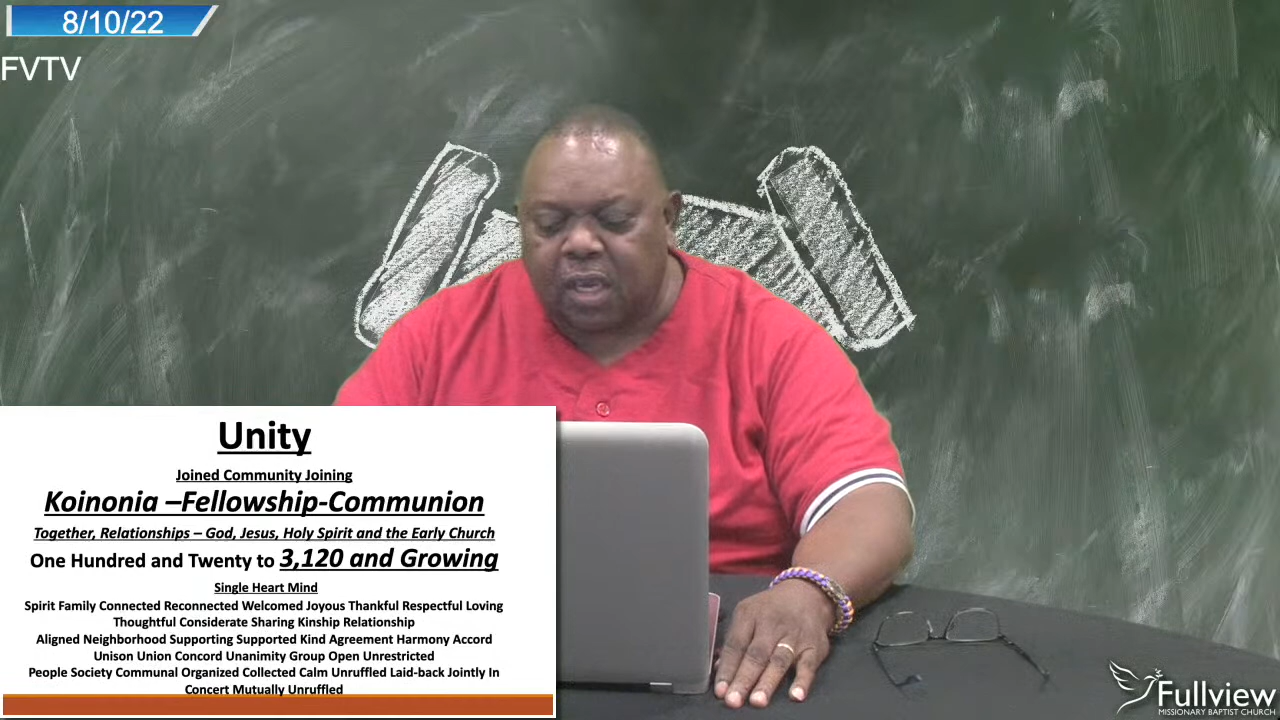 8/10/22
FVTV
Unity
Joined Community Joining
Koinonia –Fellowship-Communion
Together, Relationships – God, Jesus, Holy Spirit and the Early Church
One Hundred and Twenty to 3,120 and Growing
Single Heart Mind
Spirit Family Connected Reconnected Welcomed Joyous Thankful Respectful Loving
Thoughtful Considerate Sharing Kinship Relationship
Aligned Neighborhood Supporting Supported Kind Agreement Harmony Accord
Unison Union Concord Unanimity Group Open Unrestricted
People Society Communal Organized Collected Calm Unruffled Laid-back Jointly In
Concert Mutually Unruffled
Fullview
MISSIONARY BAPTIST CHURCH